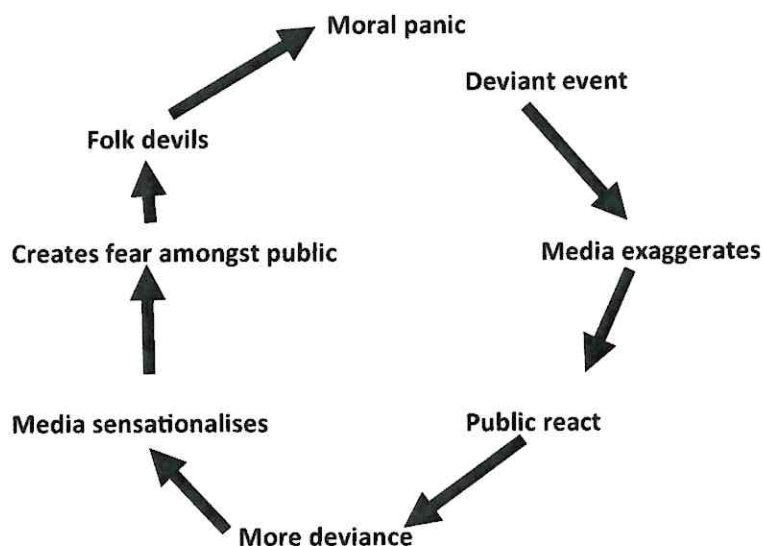 Moral panic
Deviant event
Folk devils
Creates fear amongst public
Media exaggerates
Media sensationalises
Public react
More deviance